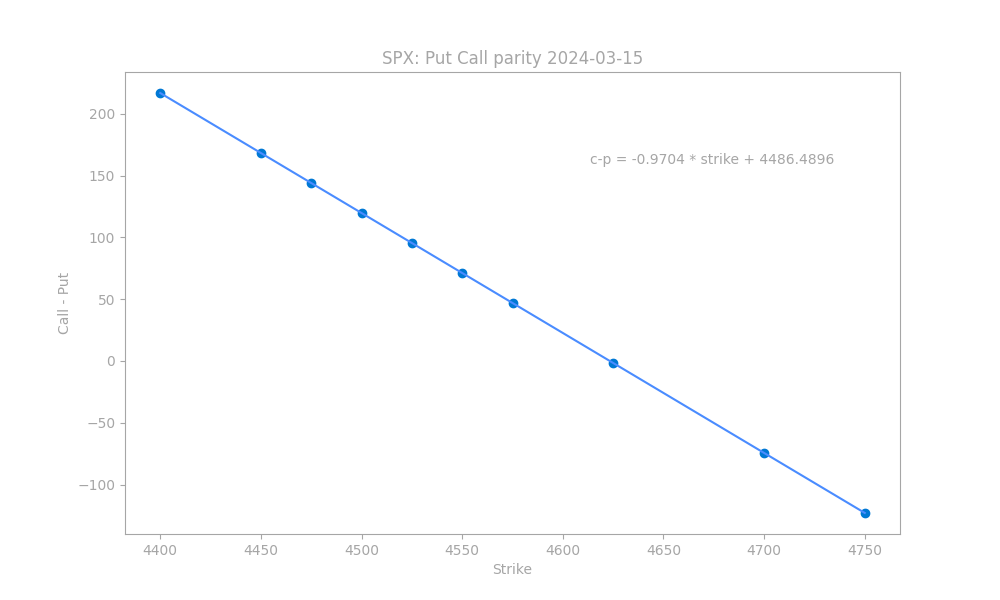 SPX: Put Call parity 2024-03-15
200
150
100
50
0
−50
−100
Call - Put
c-p = -0.9704 * strike + 4486.4896
4400 4450 4500 4550 4600 4650 4700 4750
Strike